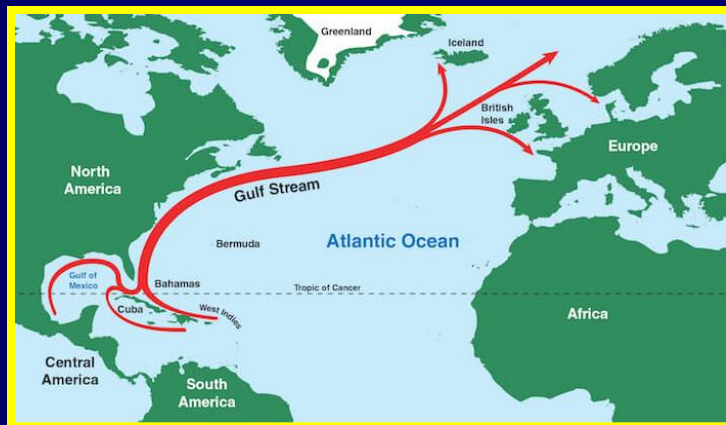 Greenland
Iceland
British
Isles
Europe
North
America
Gulf Stream
Bermuda
Atlantic Ocean
Gulf of
Mexico
Bahamas
Tropic of Cancer
Cuba
West Indies
Africa
Central
America
South
America